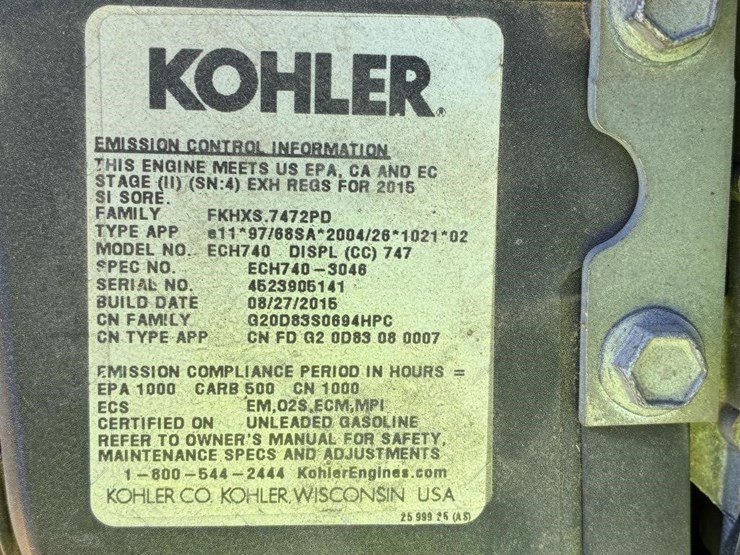 KOHLER®
EMISSION CONTROL INFORMATION
THIS ENGINE MEETS US EPA, CA AND EC
STAGE (II) (SN:4) EXH REGS FOR 2015
SI SORE.
FAMILY FKHXS.7472PD
TYPE APP e11*97/68SA*2004/26*1021*02
MODEL NO. ECH740 DISPL (CC) 747
SPEC NO. ECH740-3046
SERIAL NO. 4523905141
BUILD DATE 08/27/2015
CN FAMILY G20D83S0694HPC
CN TYPE APP CN FD G2 0D83 08 0007
EMISSION COMPLIANCE PERIOD IN HOURS =
EPA 1000 CARB 500 CN 1000
ECS EM,O2S,ECM,MPI
CERTIFIED ON UNLEADED GASOLINE
REFER TO OWNER'S MANUAL FOR SAFETY,
MAINTENANCE SPECS AND ADJUSTMENTS
1-800-544-2444 KohlerEngines.com
KOHLER CO. KOHLER, WISCONSIN USA
25 999 25 (AS)